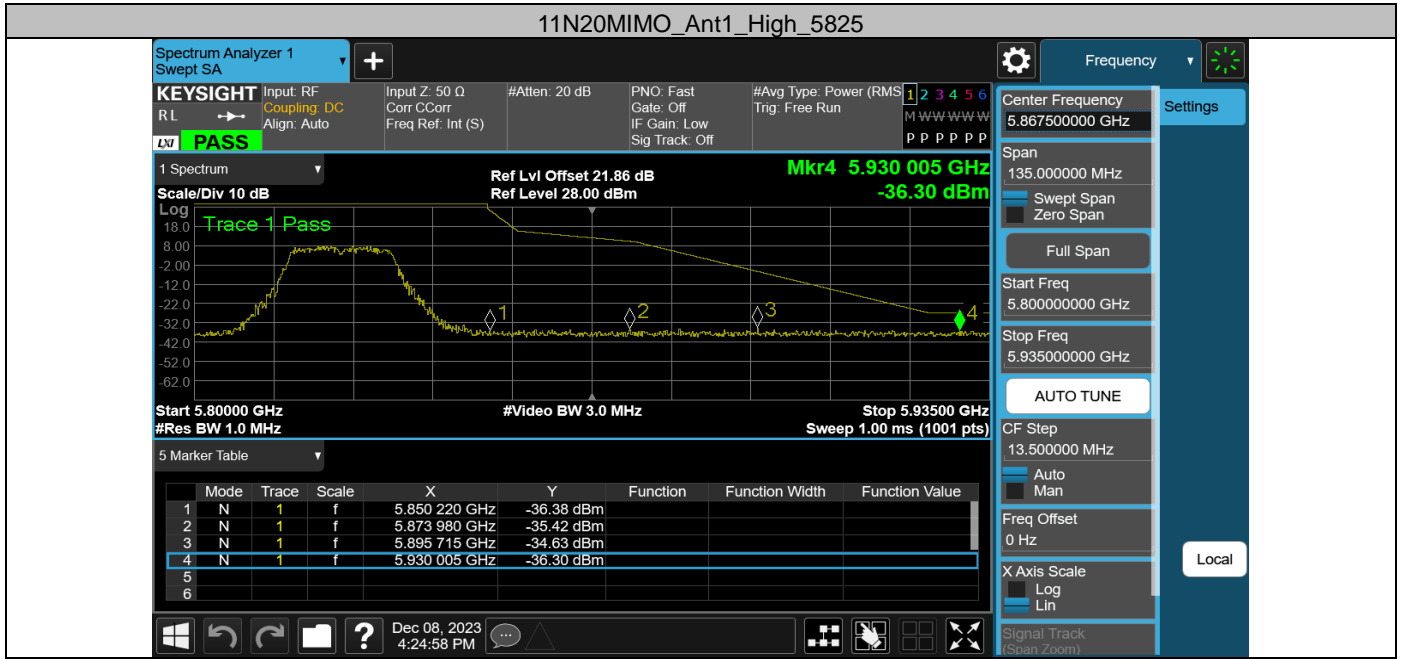 11N20MIMO_Ant1_High_5825
Spectrum Analyzer 1
Swept SA
Frequency
KEYSIGHT
R L
LXI
PASS
Input: RF
Coupling: DC
Align: Auto
Input Z: 50 Ω
Corr CCorr
Freq Ref: Int (S)
#Atten: 20 dB
PNO: Fast
Gate: Off
IF Gain: Low
Sig Track: Off
#Avg Type: Power (RMS
Trig: Free Run
1 2 3 4 5 6
M W W W W W
P P P P P P
1 Spectrum
Scale/Div 10 dB
Ref Lvl Offset 21.86 dB
Ref Level 28.00 dBm
Mkr4 5.930 005 GHz
-36.30 dBm
Log
Trace 1 Pass
18.0
8.00
-2.00
-12.0
-22.0
-32.0
-42.0
-52.0
-62.0
1
2
3
4
Start 5.80000 GHz
#Video BW 3.0 MHz
Stop 5.93500 GHz
#Res BW 1.0 MHz
Sweep 1.00 ms (1001 pts)
5 Marker Table
Mode Trace Scale X Y Function Function Width Function Value
1 N 1 f 5.850 220 GHz -36.38 dBm
2 N 1 f 5.873 980 GHz -35.42 dBm
3 N 1 f 5.895 715 GHz -34.63 dBm
4 N 1 f 5.930 005 GHz -36.30 dBm
5
6
Dec 08, 2023
4:24:58 PM
Center Frequency
5.867500000 GHz
Settings
Span
135.000000 MHz
Swept Span
Zero Span
Full Span
Start Freq
5.800000000 GHz
Stop Freq
5.935000000 GHz
AUTO TUNE
CF Step
13.500000 MHz
Auto
Man
Freq Offset
0 Hz
X Axis Scale
Log
Lin
Local
Signal Track
(Span Zoom)